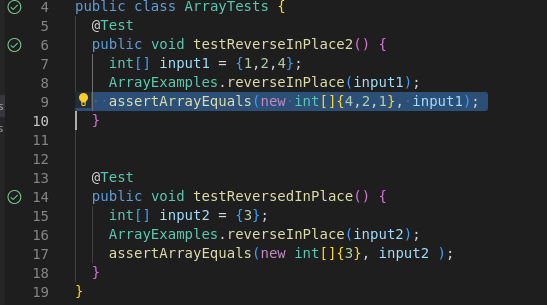 4 public class ArrayTests {
5 @Test
6 public void testReverseInPlace2() {
7 int[] input1 = {1,2,4};
8 ArrayExamples.reverseInPlace(input1);
9 assertArrayEquals(new int[]{4,2,1}, input1);
10 }
11
12
13 @Test
14 public void testReversedInPlace() {
15 int[] input2 = {3};
16 ArrayExamples.reverseInPlace(input2);
17 assertArrayEquals(new int[]{3}, input2 );
18 }
19 }